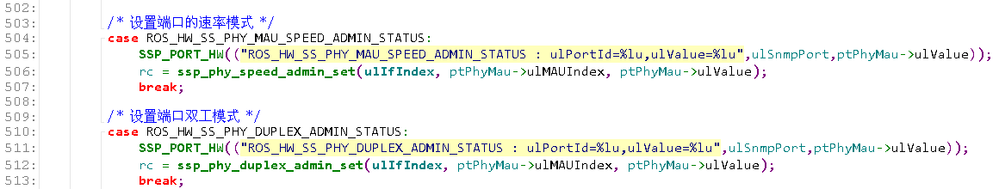 502:
503: /* 设置端口的速率模式 */
504: case ROS_HW_SS_PHY_MAU_SPEED_ADMIN_STATUS:
505: SSP_PORT_HW(("ROS_HW_SS_PHY_MAU_SPEED_ADMIN_STATUS : ulPortId=%lu,ulValue=%lu",ulSnmpPort,ptPhyMau->ulValue));
506: rc = ssp_phy_speed_admin_set(ulIfIndex, ptPhyMau->ulMAUIndex, ptPhyMau->ulValue);
507: break;
508:
509: /* 设置端口双工模式 */
510: case ROS_HW_SS_PHY_DUPLEX_ADMIN_STATUS:
511: SSP_PORT_HW(("ROS_HW_SS_PHY_DUPLEX_ADMIN_STATUS : ulPortId=%lu,ulValue=%lu",ulSnmpPort,ptPhyMau->ulValue));
512: rc = ssp_phy_duplex_admin_set(ulIfIndex, ptPhyMau->ulMAUIndex, ptPhyMau->ulValue);
513: break;